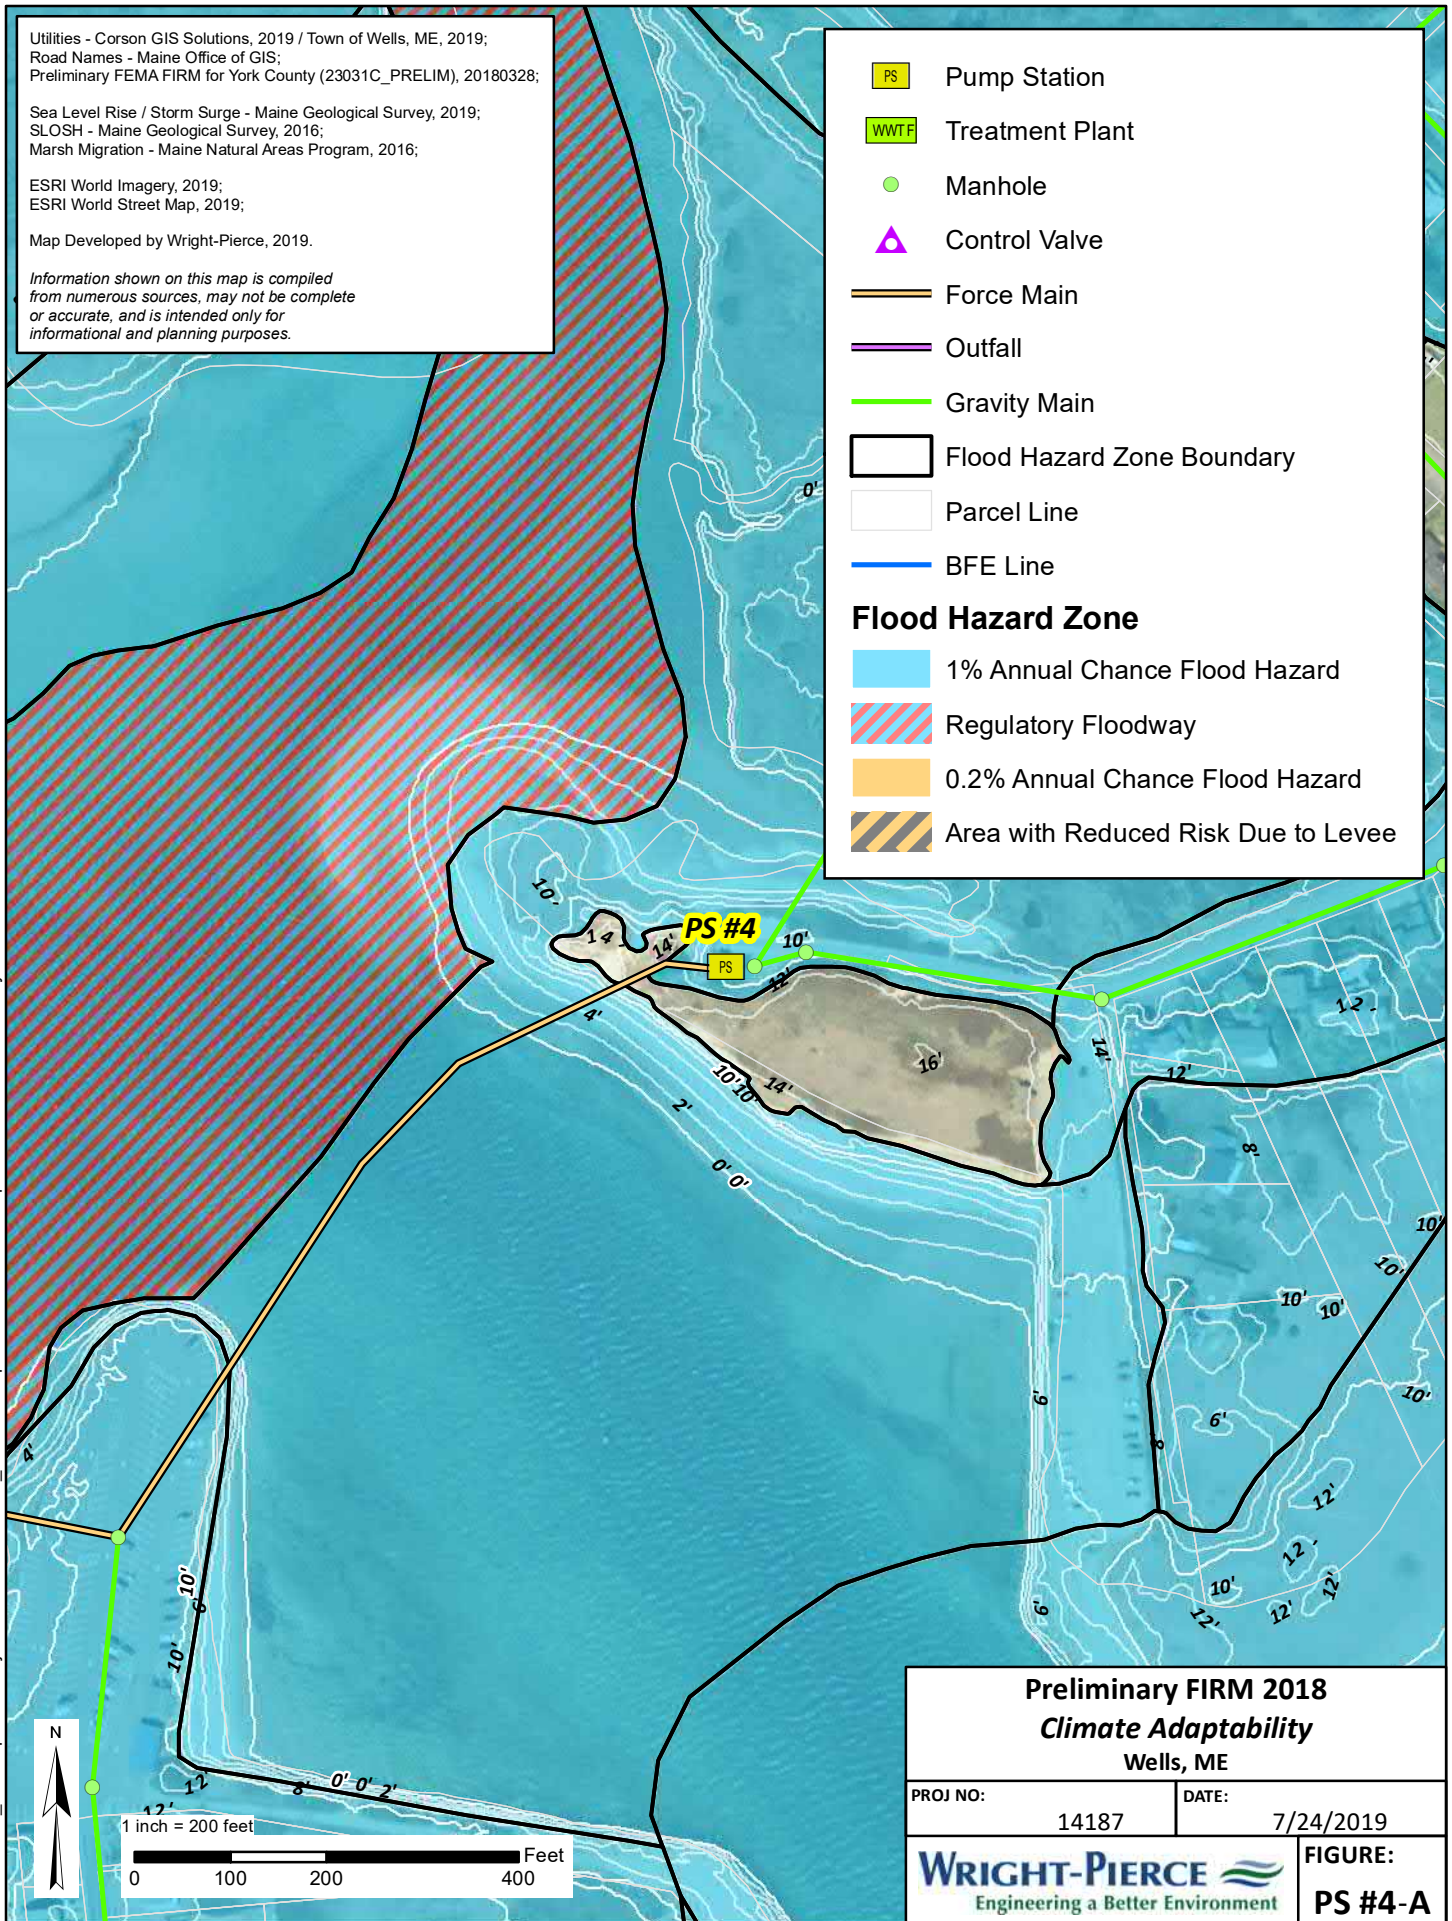 Utilities - Corson GIS Solutions, 2019 / Town of Wells, ME, 2019;
Road Names - Maine Office of GIS;
Preliminary FEMA FIRM for York County (23031C_PRELIM), 20180328;
Sea Level Rise / Storm Surge - Maine Geological Survey, 2019;
SLOSH - Maine Geological Survey, 2016;
Marsh Migration - Maine Natural Areas Program, 2016;
ESRI World Imagery, 2019;
ESRI World Street Map, 2019;
Map Developed by Wright-Pierce, 2019.
Information shown on this map is compiled
from numerous sources, may not be complete
or accurate, and is intended only for
informational and planning purposes.
PS Pump Station
WWTF Treatment Plant
Manhole
Control Valve
Force Main
Outfall
Gravity Main
Flood Hazard Zone Boundary
Parcel Line
BFE Line
Flood Hazard Zone
1% Annual Chance Flood Hazard
Regulatory Floodway
0.2% Annual Chance Flood Hazard
Area with Reduced Risk Due to Levee
0'
10'
14'
14'
PS #4
PS
10'
12'
4'
16'
10' 10'
14'
2'
0' 0'
14'
12'
12'
8'
10'
10'
10'
10'
10'
6'
6'
8'
12'
12'
10'
12'
12'
12'
6'
4'
10'
6'
10'
12'
8'
0' 0' 2'
12'
N
1 inch = 200 feet
Feet
0 100 200 400
Preliminary FIRM 2018
Climate Adaptability
Wells, ME
PROJ NO:
14187
DATE:
7/24/2019
WRIGHT-PIERCE
Engineering a Better Environment
FIGURE:
PS #4-A